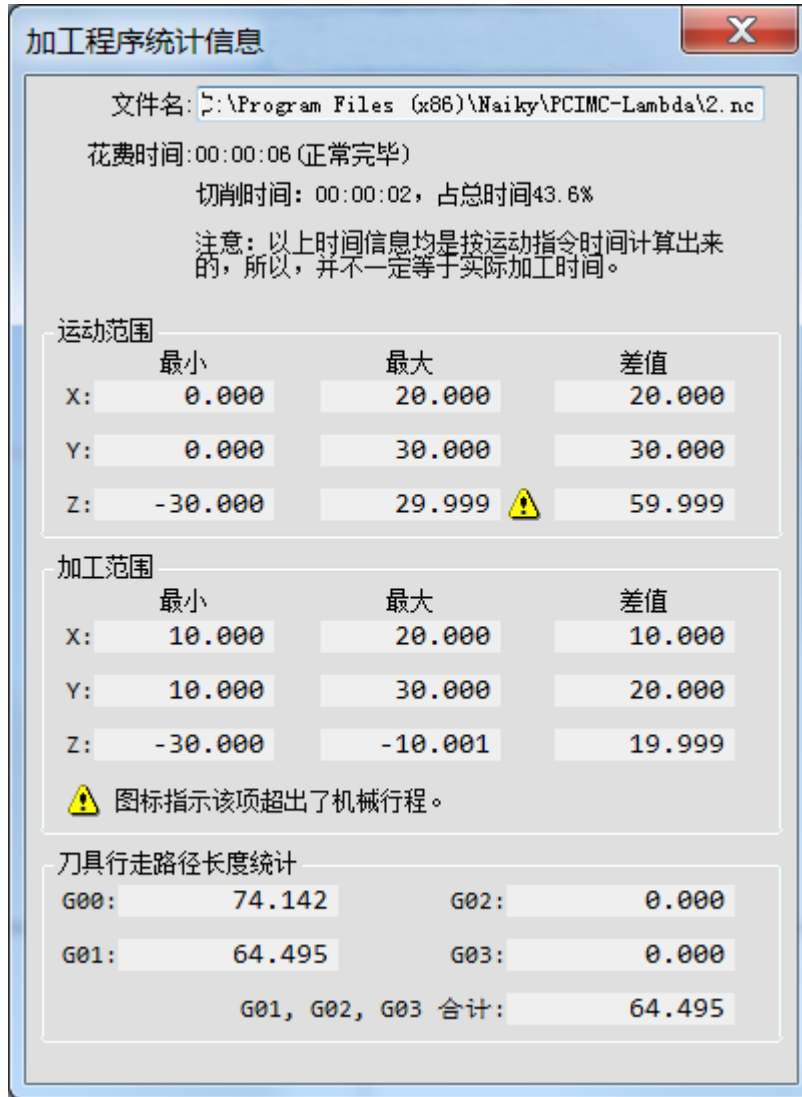 加工程序统计信息
文件名: C:\Program Files (x86)\Naiky\PCIMC-Lambda\2.nc
花费时间:00:00:06(正常完毕)
切削时间：00:00:02，占总时间43.6%
注意：以上时间信息均是按运动指令时间计算出来
的，所以，并不一定等于实际加工时间。
运动范围
最小 最大 差值
X: 0.000 20.000 20.000
Y: 0.000 30.000 30.000
Z: -30.000 29.999 59.999
加工范围
最小 最大 差值
X: 10.000 20.000 10.000
Y: 10.000 30.000 20.000
Z: -30.000 -10.001 19.999
图标指示该项超出了机械行程。
刀具行走路径长度统计
G00: 74.142 G02: 0.000
G01: 64.495 G03: 0.000
G01, G02, G03 合计: 64.495